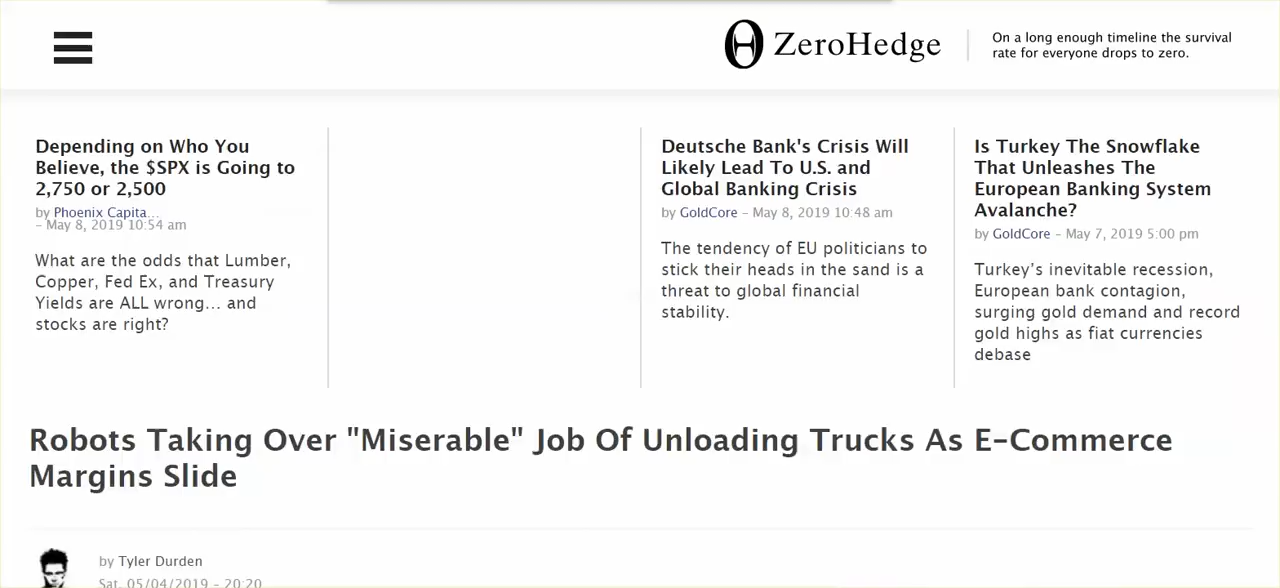 ZeroHedge
On a long enough timeline the survival
rate for everyone drops to zero.
Depending on Who You
Believe, the $SPX is Going to
2,750 or 2,500
by Phoenix Capita...
– May 8, 2019 10:54 am
What are the odds that Lumber,
Copper, Fed Ex, and Treasury
Yields are ALL wrong... and
stocks are right?
Deutsche Bank's Crisis Will
Likely Lead To U.S. and
Global Banking Crisis
by GoldCore – May 8, 2019 10:48 am
The tendency of EU politicians to
stick their heads in the sand is a
threat to global financial
stability.
Is Turkey The Snowflake
That Unleashes The
European Banking System
Avalanche?
by GoldCore – May 7, 2019 5:00 pm
Turkey’s inevitable recession,
European bank contagion,
surging gold demand and record
gold highs as fiat currencies
debase
Robots Taking Over "Miserable" Job Of Unloading Trucks As E-Commerce
Margins Slide
by Tyler Durden
Sat, 05/04/2019 – 20:20